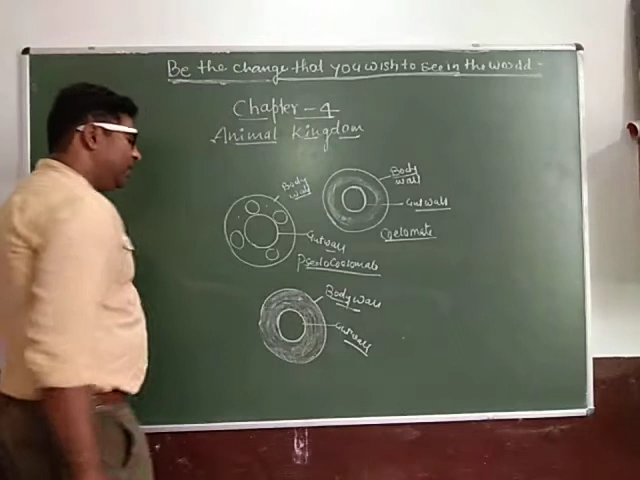 Be the change that you wish to see in the world.
Chapter - 4
Animal Kingdom
Body
wall
Gut wall
Coelomate
Body
wall
Gut wall
Pseudocoelomate
Body wall
Gut wall